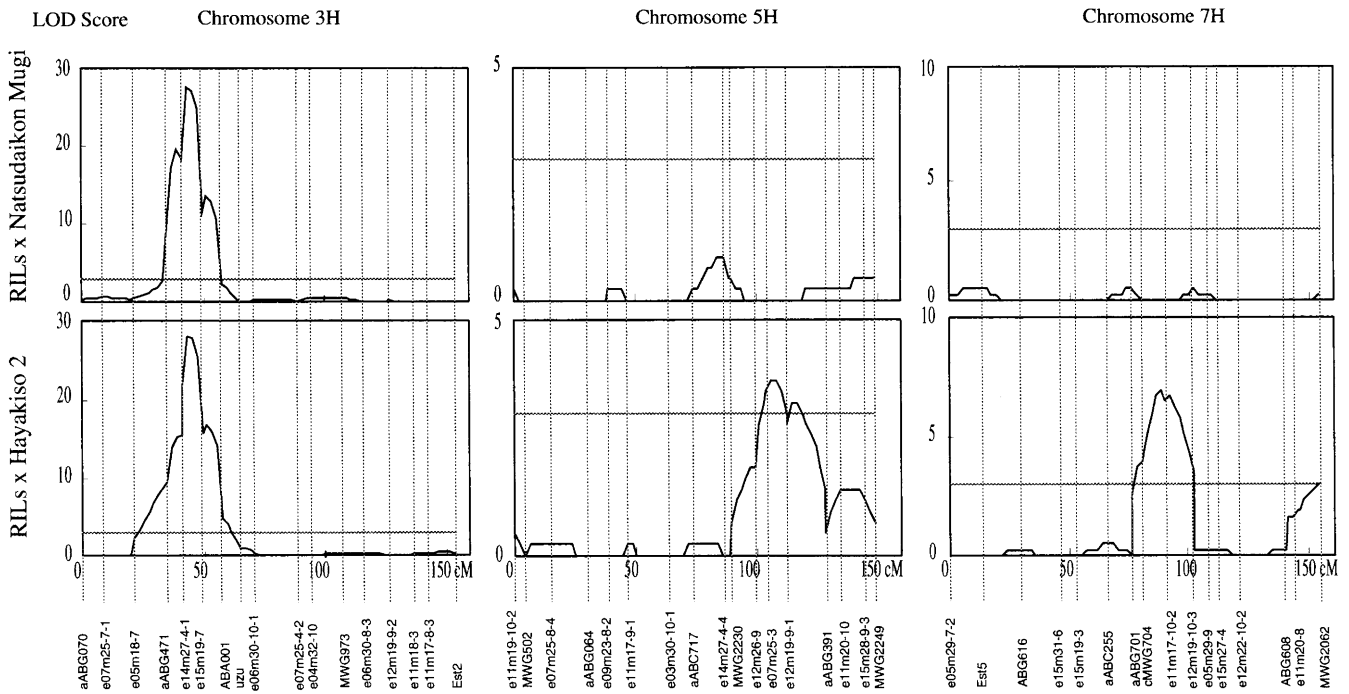 LOD Score
Chromosome 3H
Chromosome 5H
Chromosome 7H
RILs x Natsudaikon Mugi
30
20
10
0
5
0
10
5
0
RILs x Hayakiso 2
30
20
10
0
5
0
10
5
0
0
50
100
150 cM
0
50
100
150 cM
0
50
100
150 cM
aABG070
e07m25-7-1
e05m18-7
aABG471
e14m27-4-1
e15m19-7
ABA001
uzu
e06m30-10-1
e07m25-4-2
e04m32-10
MWG973
e06m30-8-3
e12m19-9-2
e11m18-3
e11m17-8-3
Est2
e11m19-10-2
MWG502
e07m25-8-4
aABG064
e09m23-8-2
e11m17-9-1
e03m30-10-1
aABC717
e14m27-4-4
MWG2230
e12m26-9
e07m25-3
e12m19-9-1
aABG391
e11m20-10
e15m28-9-3
MWG2249
e05m29-7-2
Est5
ABG616
e15m31-6
e15m19-3
aABC255
aABG701
cMWG704
e11m17-10-2
e12m19-10-3
e05m29-9
e15m27-4
e12m22-10-2
ABG608
e11m20-8
MWG2062